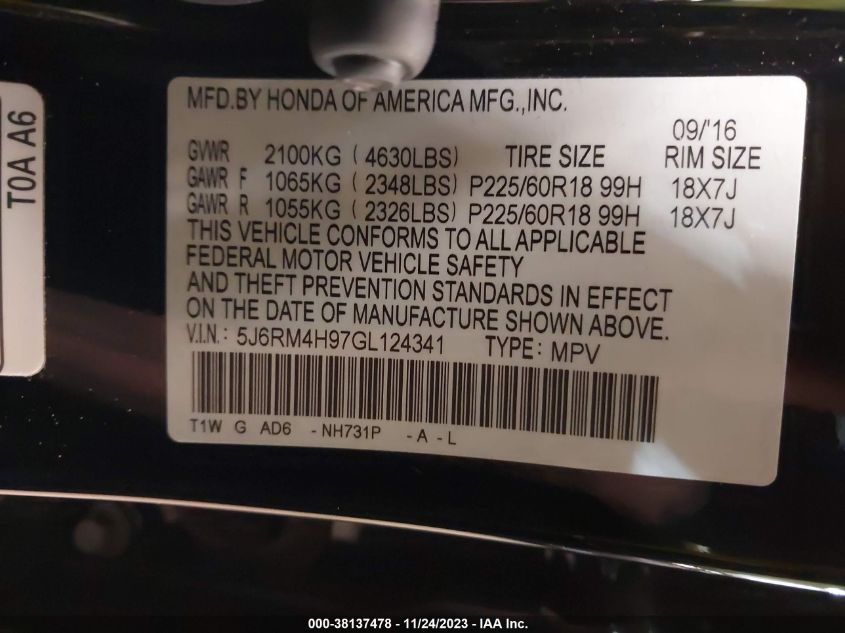 MFD.BY HONDA OF AMERICA MFG.,INC.
09/'16
GVWR 2100KG ( 4630LBS) TIRE SIZE RIM SIZE
GAWR F 1065KG ( 2348LBS) P225/60R18 99H 18X7J
GAWR R 1055KG ( 2326LBS) P225/60R18 99H 18X7J
THIS VEHICLE CONFORMS TO ALL APPLICABLE
FEDERAL MOTOR VEHICLE SAFETY
AND THEFT PREVENTION STANDARDS IN EFFECT
ON THE DATE OF MANUFACTURE SHOWN ABOVE.
V.I.N.: 5J6RM4H97GL124341 TYPE: MPV
T1W G AD6 -NH731P -A-L
T0A A6
000-38137478 - 11/24/2023 - IAA Inc.